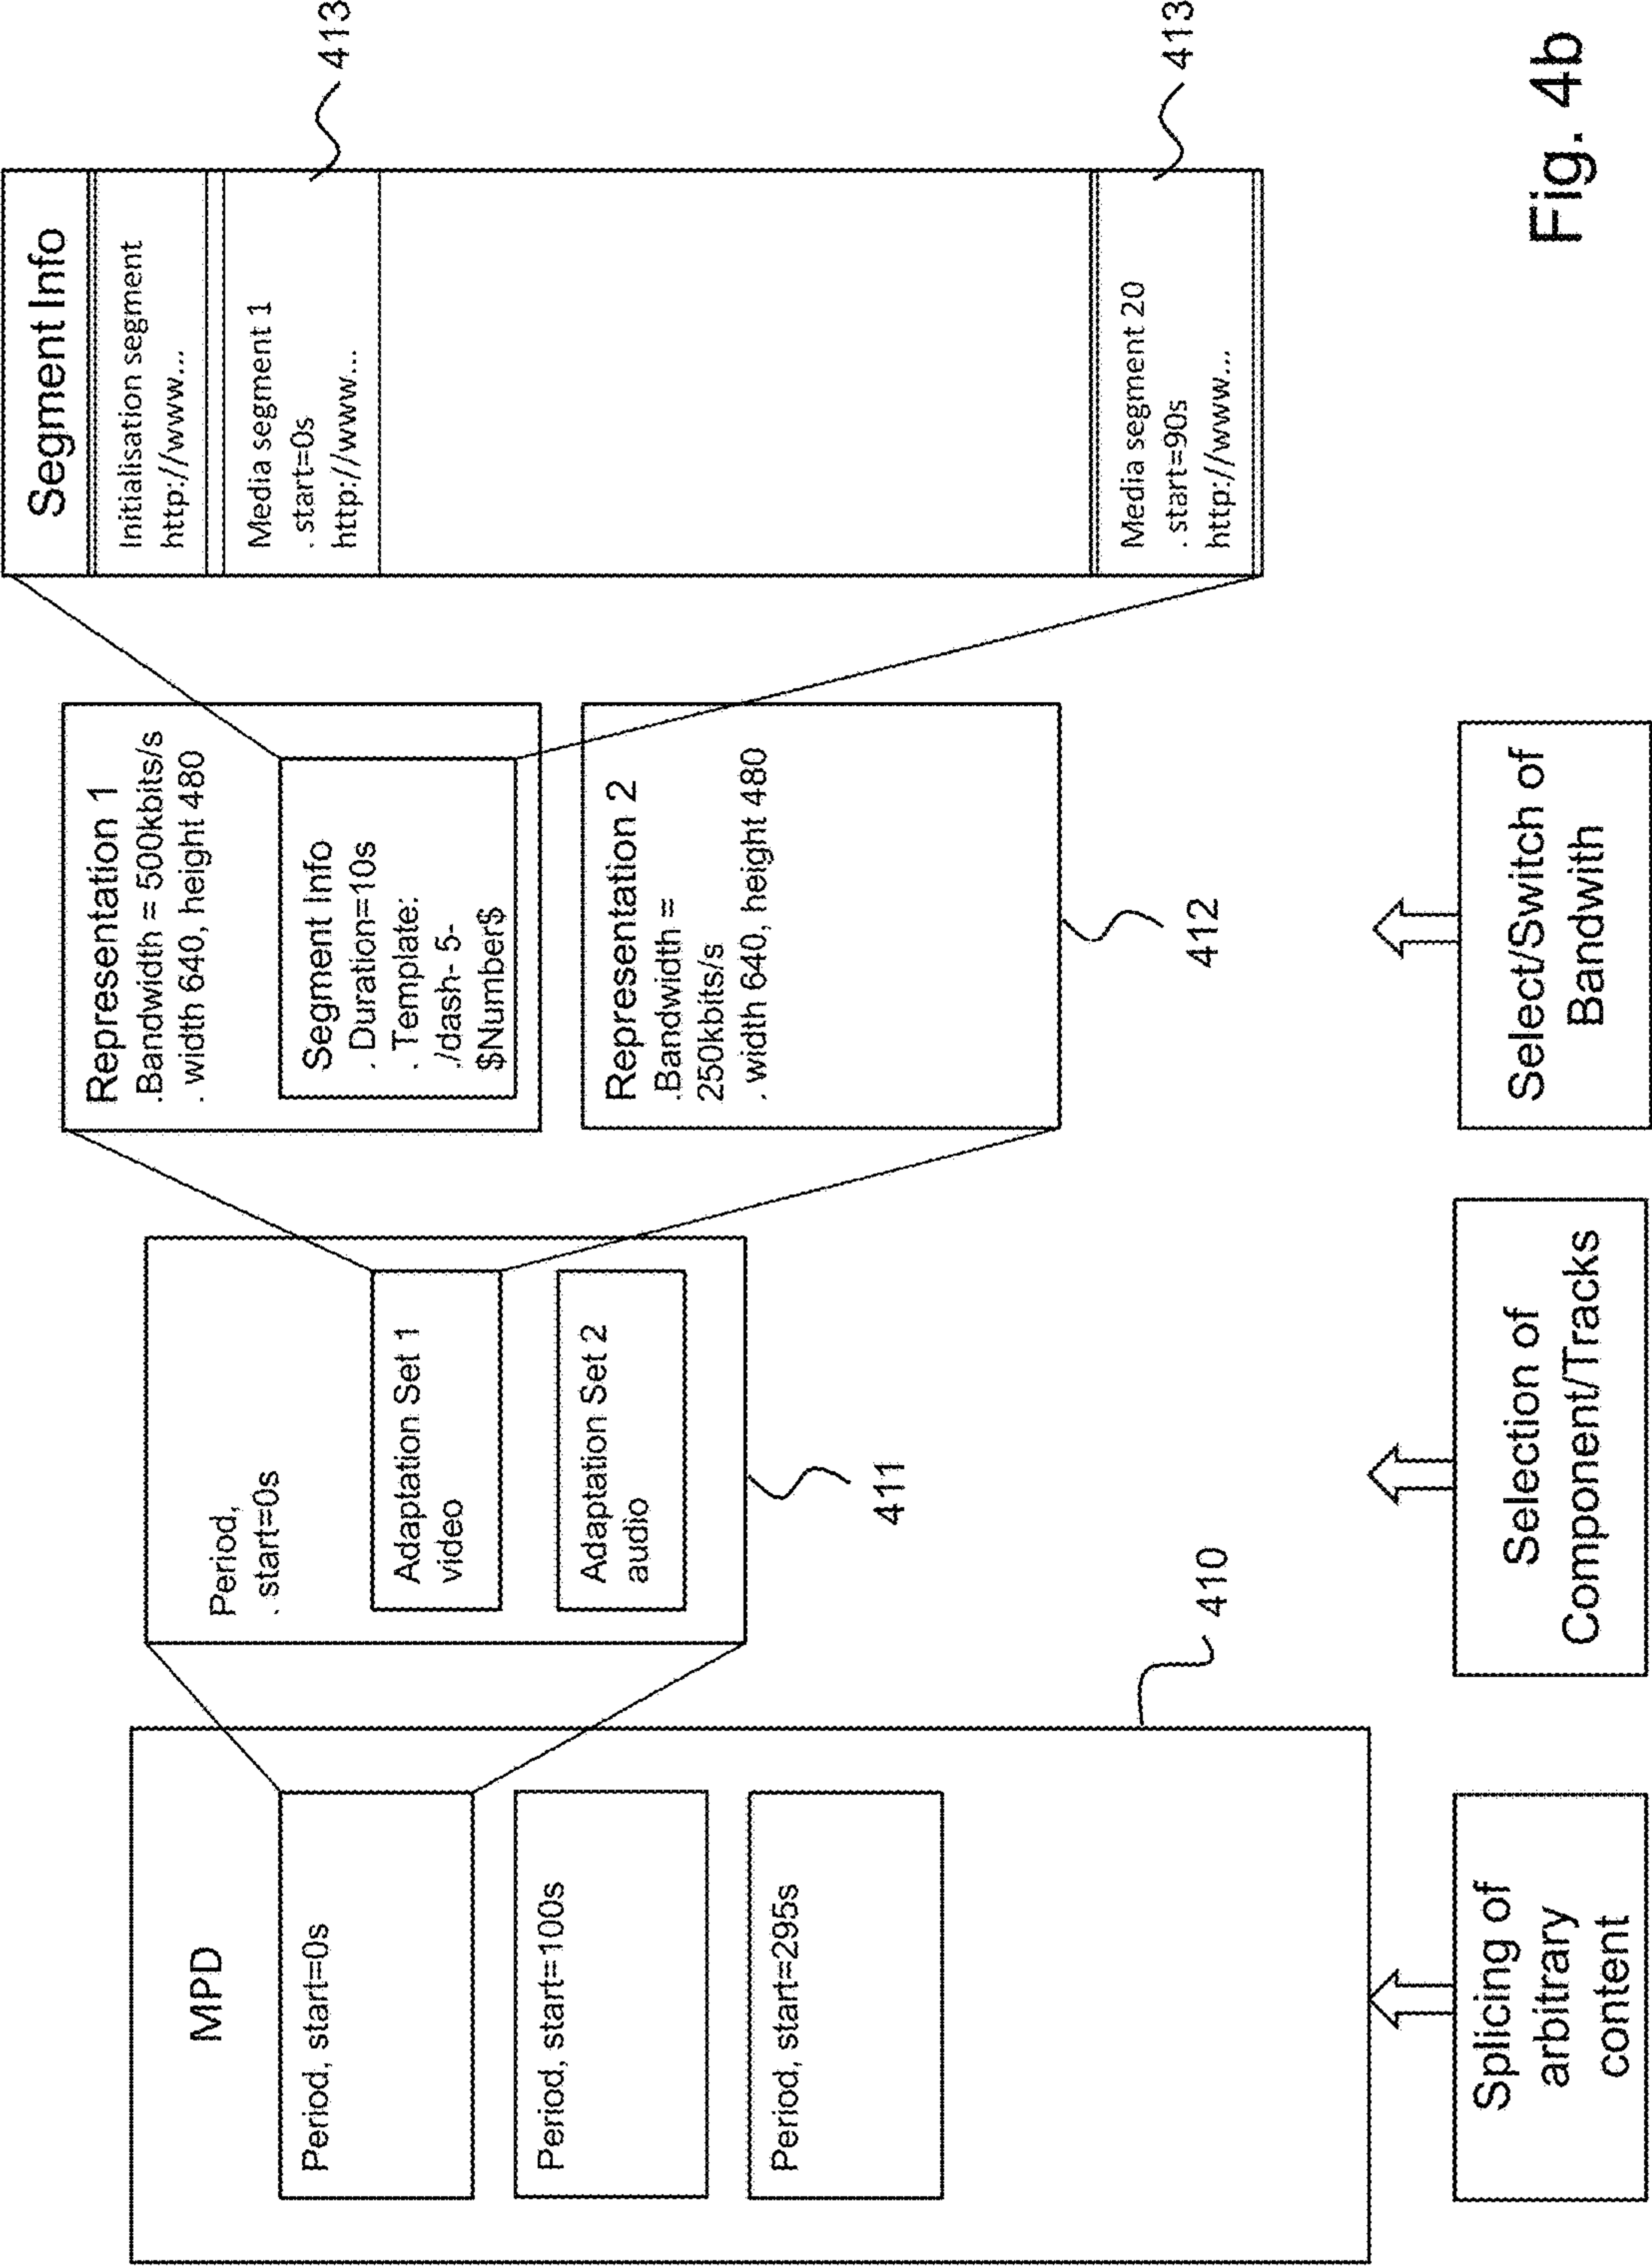 MPD
Period, start=0s
Period, start=100s
Period, start=295s
410
Period,
. start=0s
Adaptation Set 1
video
Adaptation Set 2
audio
411
Representation 1
.Bandwidth = 500kbits/s
. width 640, height 480
Segment Info
. Duration=10s
. Template:
./dash- 5-
$Number$
Representation 2
.Bandwidth =
250kbits/s
. width 640, height 480
412
Segment Info
Initialisation segment
http://www...
Media segment 1
. start=0s
http://www...
413
Media segment 20
. start=90s
http://www...
413
Splicing of
arbitrary
content
Selection of
Component/Tracks
Select/Switch of
Bandwith
Fig. 4b